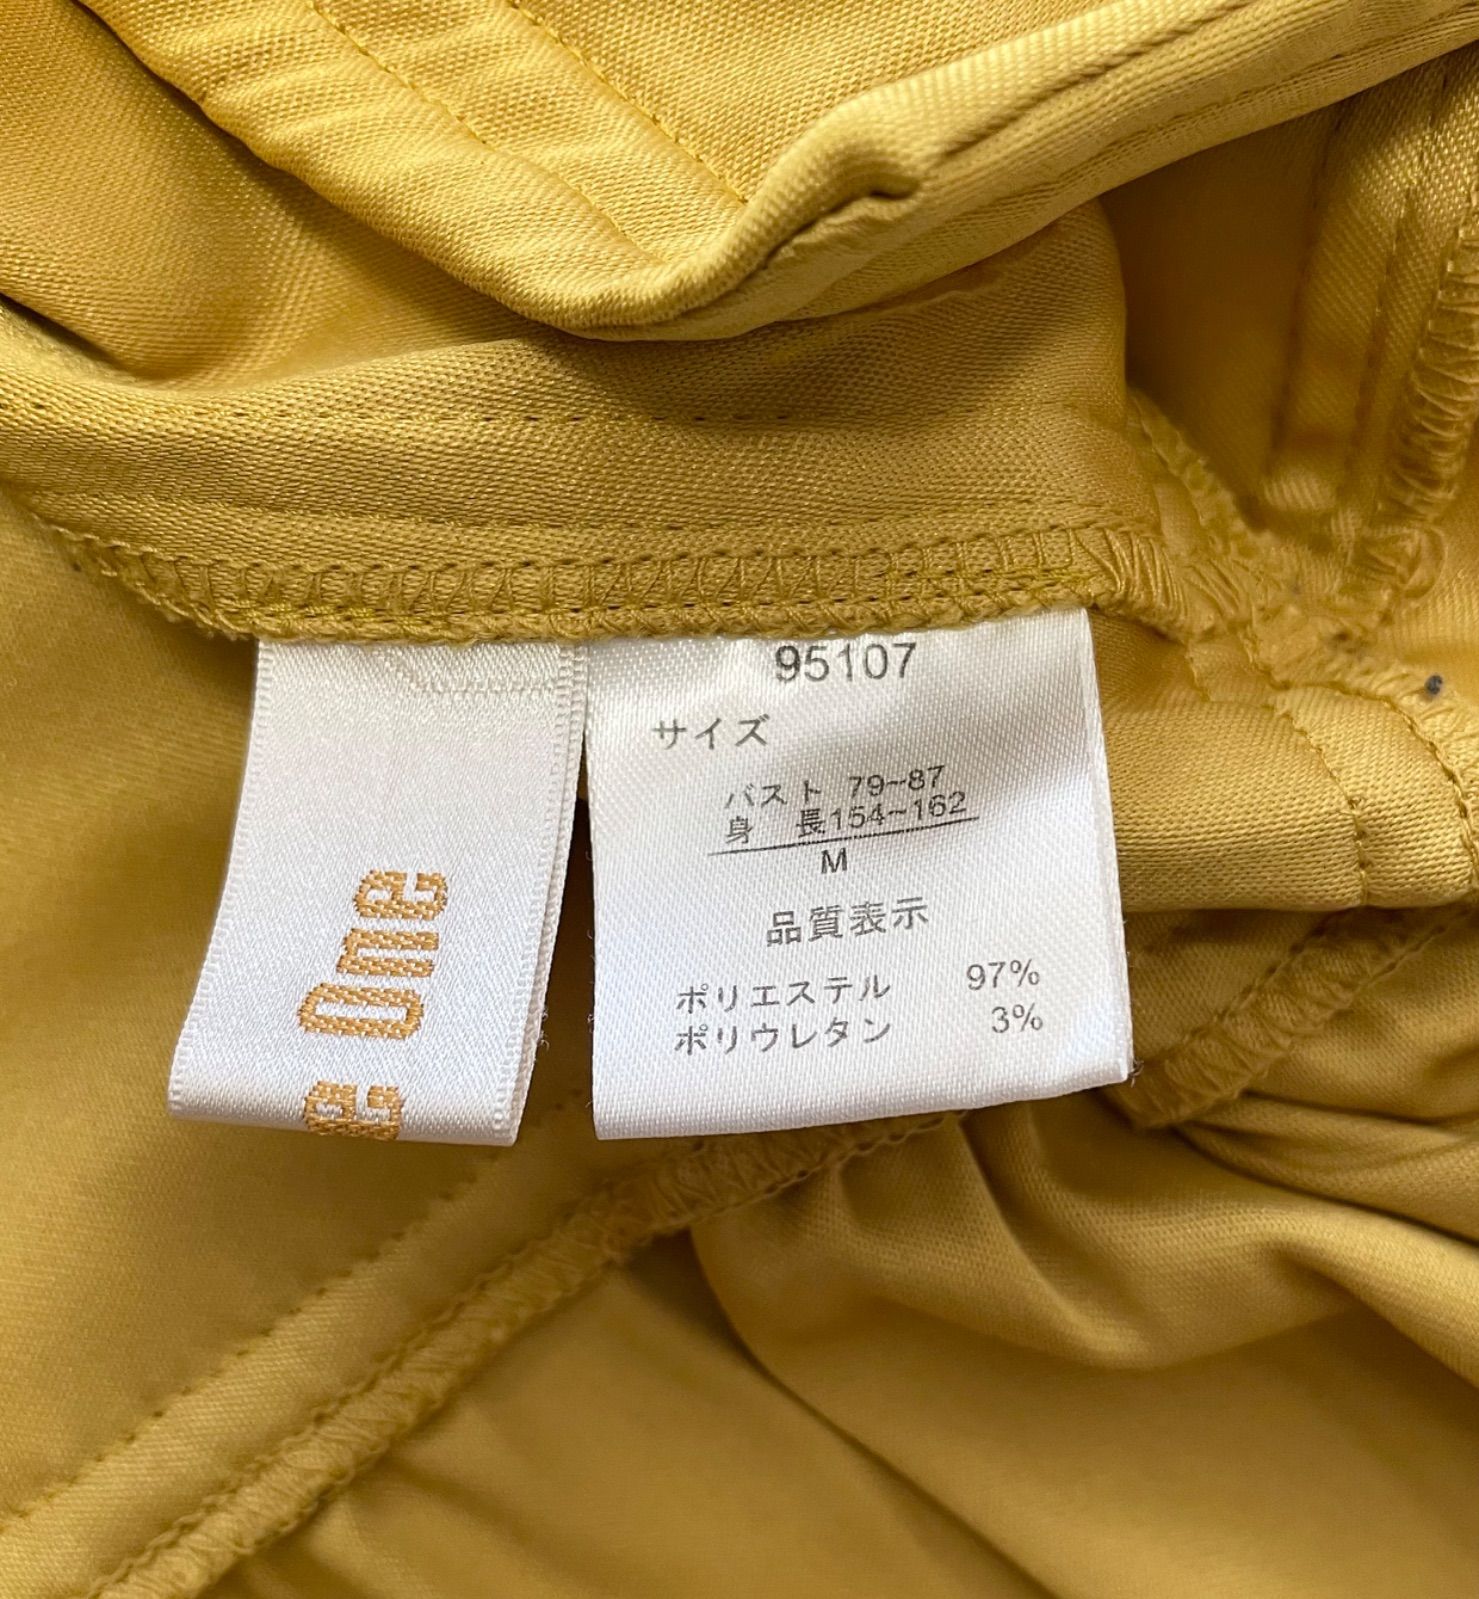 95107
サイズ
バスト 79~87
身 長154~162
M
品質表示
ポリエステル 97%
ポリウレタン 3%
One